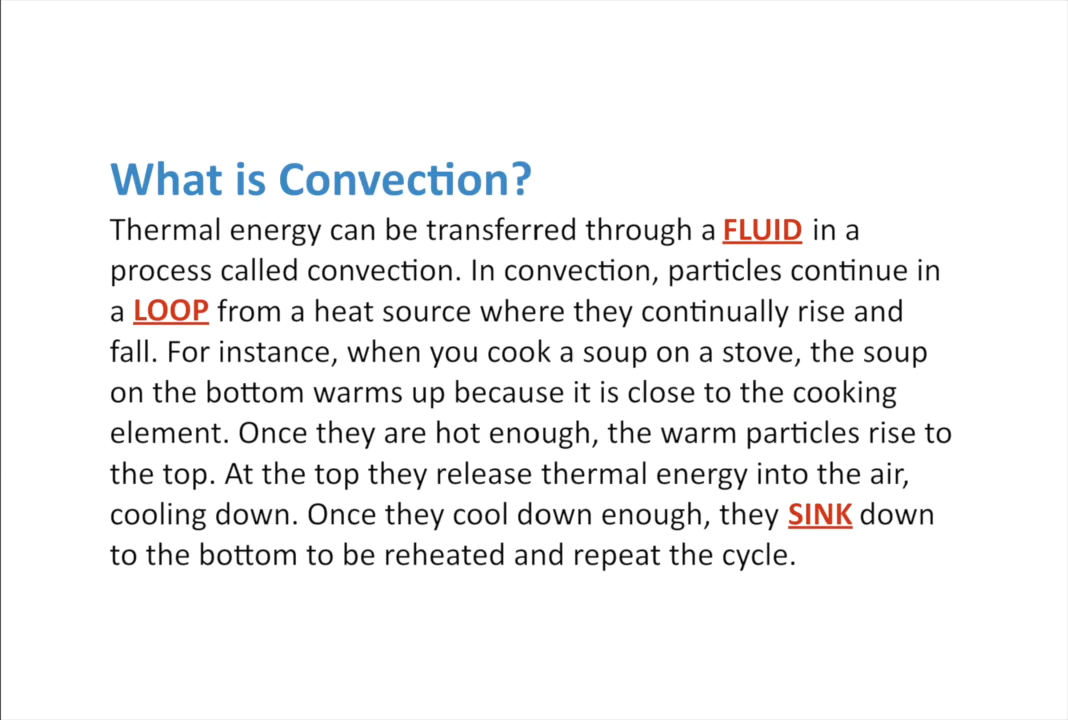 What is Convection?
Thermal energy can be transferred through a FLUID in a
process called convection. In convection, particles continue in
a LOOP from a heat source where they continually rise and
fall. For instance, when you cook a soup on a stove, the soup
on the bottom warms up because it is close to the cooking
element. Once they are hot enough, the warm particles rise to
the top. At the top they release thermal energy into the air,
cooling down. Once they cool down enough, they SINK down
to the bottom to be reheated and repeat the cycle.